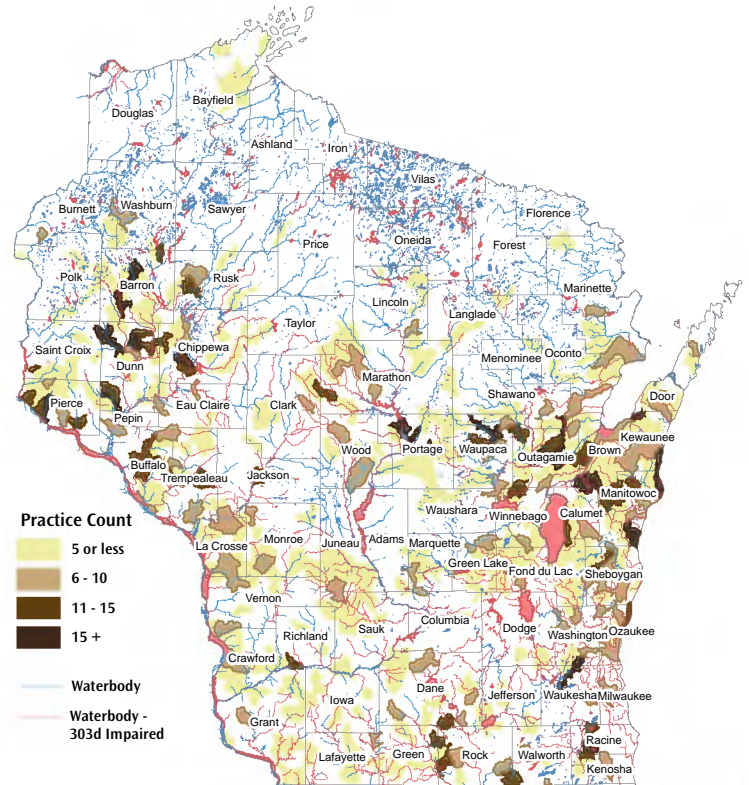 Bayfield
Douglas
Ashland
Iron
Vilas
Washburn
Burnett
Sawyer
Florence
Price
Oneida
Forest
Polk
Barron
Rusk
Marinette
Lincoln
Langlade
Taylor
Saint Croix
Chippewa
Dunn
Menominee
Oconto
Marathon
Shawano
Door
Pierce
Pepin
Eau Claire
Clark
Kewaunee
Wood
Portage
Waupaca
Outagamie
Brown
Buffalo
Trempealeau
Jackson
Manitowoc
Waushara
Winnebago
Calumet
La Crosse
Monroe
Juneau
Adams
Marquette
Green Lake
Fond du Lac
Sheboygan
Vernon
Columbia
Richland
Sauk
Dodge
Washington
Ozaukee
Crawford
Dane
Iowa
Jefferson
Waukesha
Milwaukee
Grant
Racine
Lafayette
Green
Rock
Walworth
Kenosha
Practice Count
5 or less
6 - 10
11 - 15
15 +
Waterbody
Waterbody -
303d Impaired